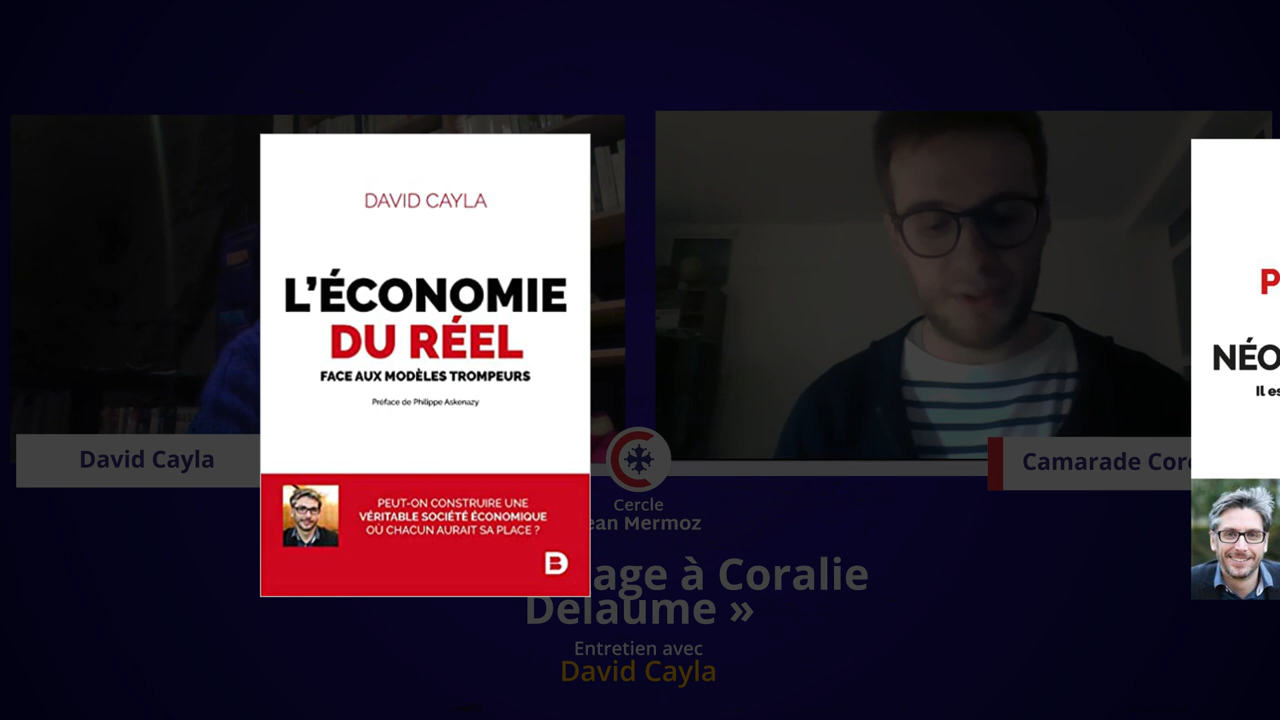 DAVID CAYLA
L'ÉCONOMIE
DU RÉEL
FACE AUX MODÈLES TROMPEURS
Préface de Philippe Askenazy
PEUT-ON CONSTRUIRE UNE
VÉRITABLE SOCIÉTÉ ÉCONOMIQUE
OÙ CHACUN AURAIT SA PLACE ?
B
P
NÉO
Il es
David Cayla
Camarade Coro
C
Cercle
ean Mermoz
age à Coralie
Delaume »
Entretien avec
David Cayla